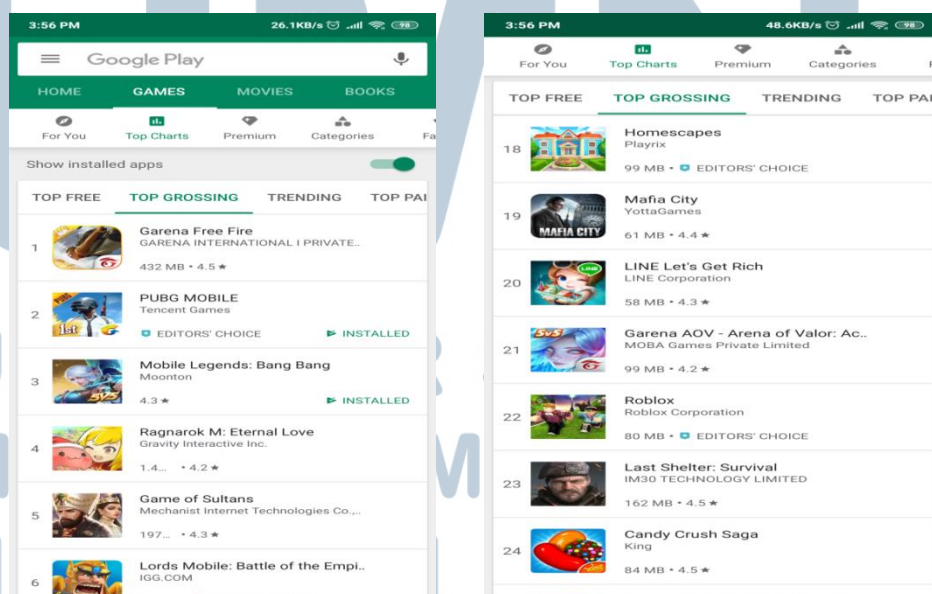 3:56 PM 26.1KB/s 98
Google Play
HOME GAMES MOVIES BOOKS
For You Top Charts Premium Categories Fa
Show installed apps
TOP FREE TOP GROSSING TRENDING TOP PAI
1 Garena Free Fire
GARENA INTERNATIONAL I PRIVATE..
432 MB • 4.5 ★
2 PUBG MOBILE
Tencent Games
EDITORS' CHOICE INSTALLED
1st
3 Mobile Legends: Bang Bang
Moonton
4.3 ★ INSTALLED
5V5
4 Ragnarok M: Eternal Love
Gravity Interactive Inc.
1.4... • 4.2 ★
5 Game of Sultans
Mechanist Internet Technologies Co.,..
197... • 4.3 ★
6 Lords Mobile: Battle of the Empi..
IGG.COM
3:56 PM 48.6KB/s 98
For You Top Charts Premium Categories
TOP FREE TOP GROSSING TRENDING TOP PAI
18 Homescapes
Playrix
99 MB • EDITORS' CHOICE
19 Mafia City
YottaGames
61 MB • 4.4 ★
MAFIA CITY
20 LINE Let's Get Rich
LINE Corporation
58 MB • 4.3 ★
LINE
21 Garena AOV - Arena of Valor: Ac..
MOBA Games Private Limited
99 MB • 4.2 ★
5V5
22 Roblox
Roblox Corporation
80 MB • EDITORS' CHOICE
23 Last Shelter: Survival
IM30 TECHNOLOGY LIMITED
162 MB • 4.5 ★
24 Candy Crush Saga
King
84 MB • 4.5 ★